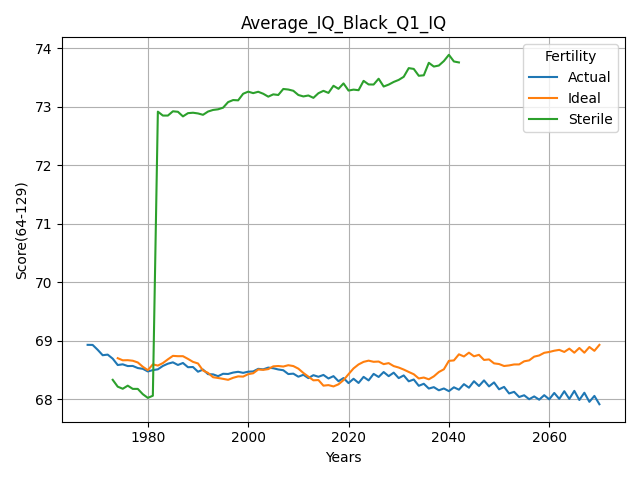 Average_IQ_Black_Q1_IQ
Score(64-129)
74
73
72
71
70
69
68
Fertility
Actual
Ideal
Sterile
1980
2000
2020
2040
2060
Years